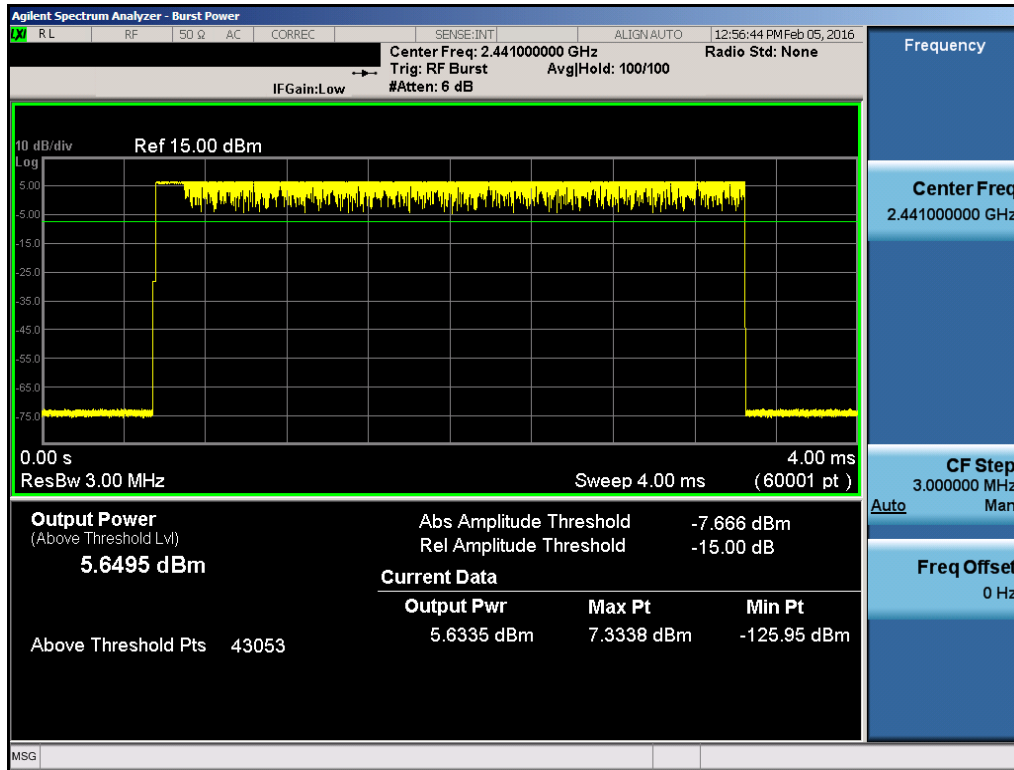 Agilent Spectrum Analyzer - Burst Power
LXI RL RF 50 Ω AC CORREC SENSE:INT ALIGN AUTO 12:56:44 PM Feb 05, 2016
Center Freq: 2.441000000 GHz Radio Std: None
Trig: RF Burst Avg|Hold: 100/100
IFGain:Low #Atten: 6 dB
Frequency
10 dB/div Ref 15.00 dBm
Log
5.00
-5.00
-15.0
-25.0
-35.0
-45.0
-55.0
-65.0
-75.0
0.00 s 4.00 ms
ResBw 3.00 MHz Sweep 4.00 ms (60001 pt)
Center Freq
2.441000000 GHz
CF Step
3.000000 MHz
Auto Man
Freq Offset
0 Hz
Output Power
(Above Threshold Lvl)
5.6495 dBm
Above Threshold Pts 43053
Abs Amplitude Threshold -7.666 dBm
Rel Amplitude Threshold -15.00 dB
Current Data
Output Pwr Max Pt Min Pt
5.6335 dBm 7.3338 dBm -125.95 dBm
MSG